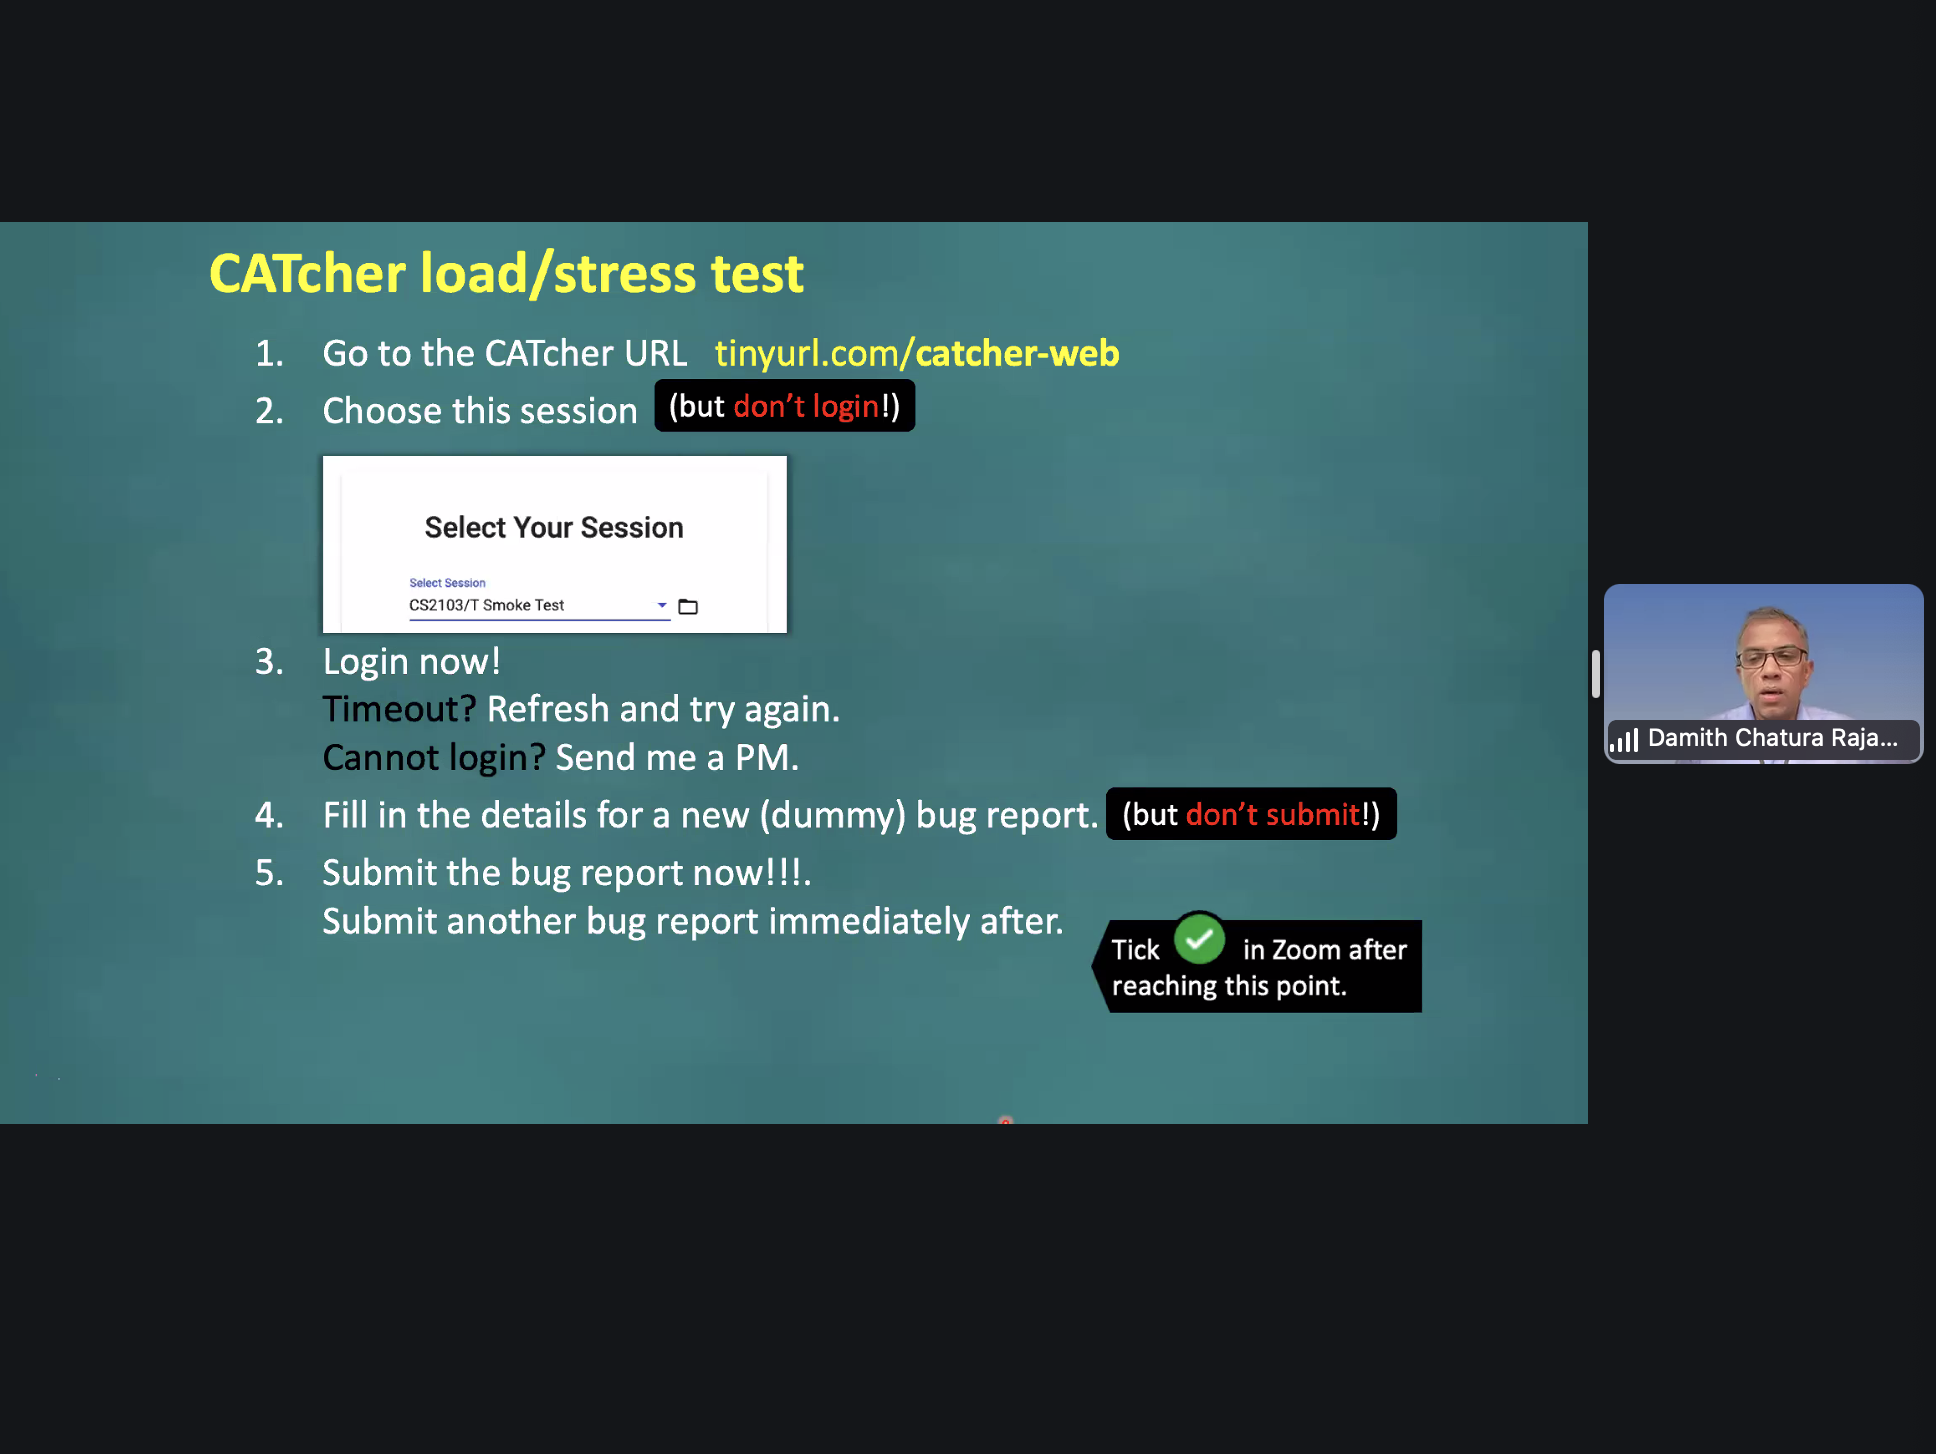 CATcher load/stress test
1. Go to the CATcher URL tinyurl.com/catcher-web
2. Choose this session (but don't login!)
Select Your Session
Select Session
CS2103/T Smoke Test
3. Login now!
Timeout? Refresh and try again.
Cannot login? Send me a PM.
4. Fill in the details for a new (dummy) bug report. (but don't submit!)
5. Submit the bug report now!!!.
Submit another bug report immediately after.
Tick in Zoom after
reaching this point.
Damith Chatura Raja...